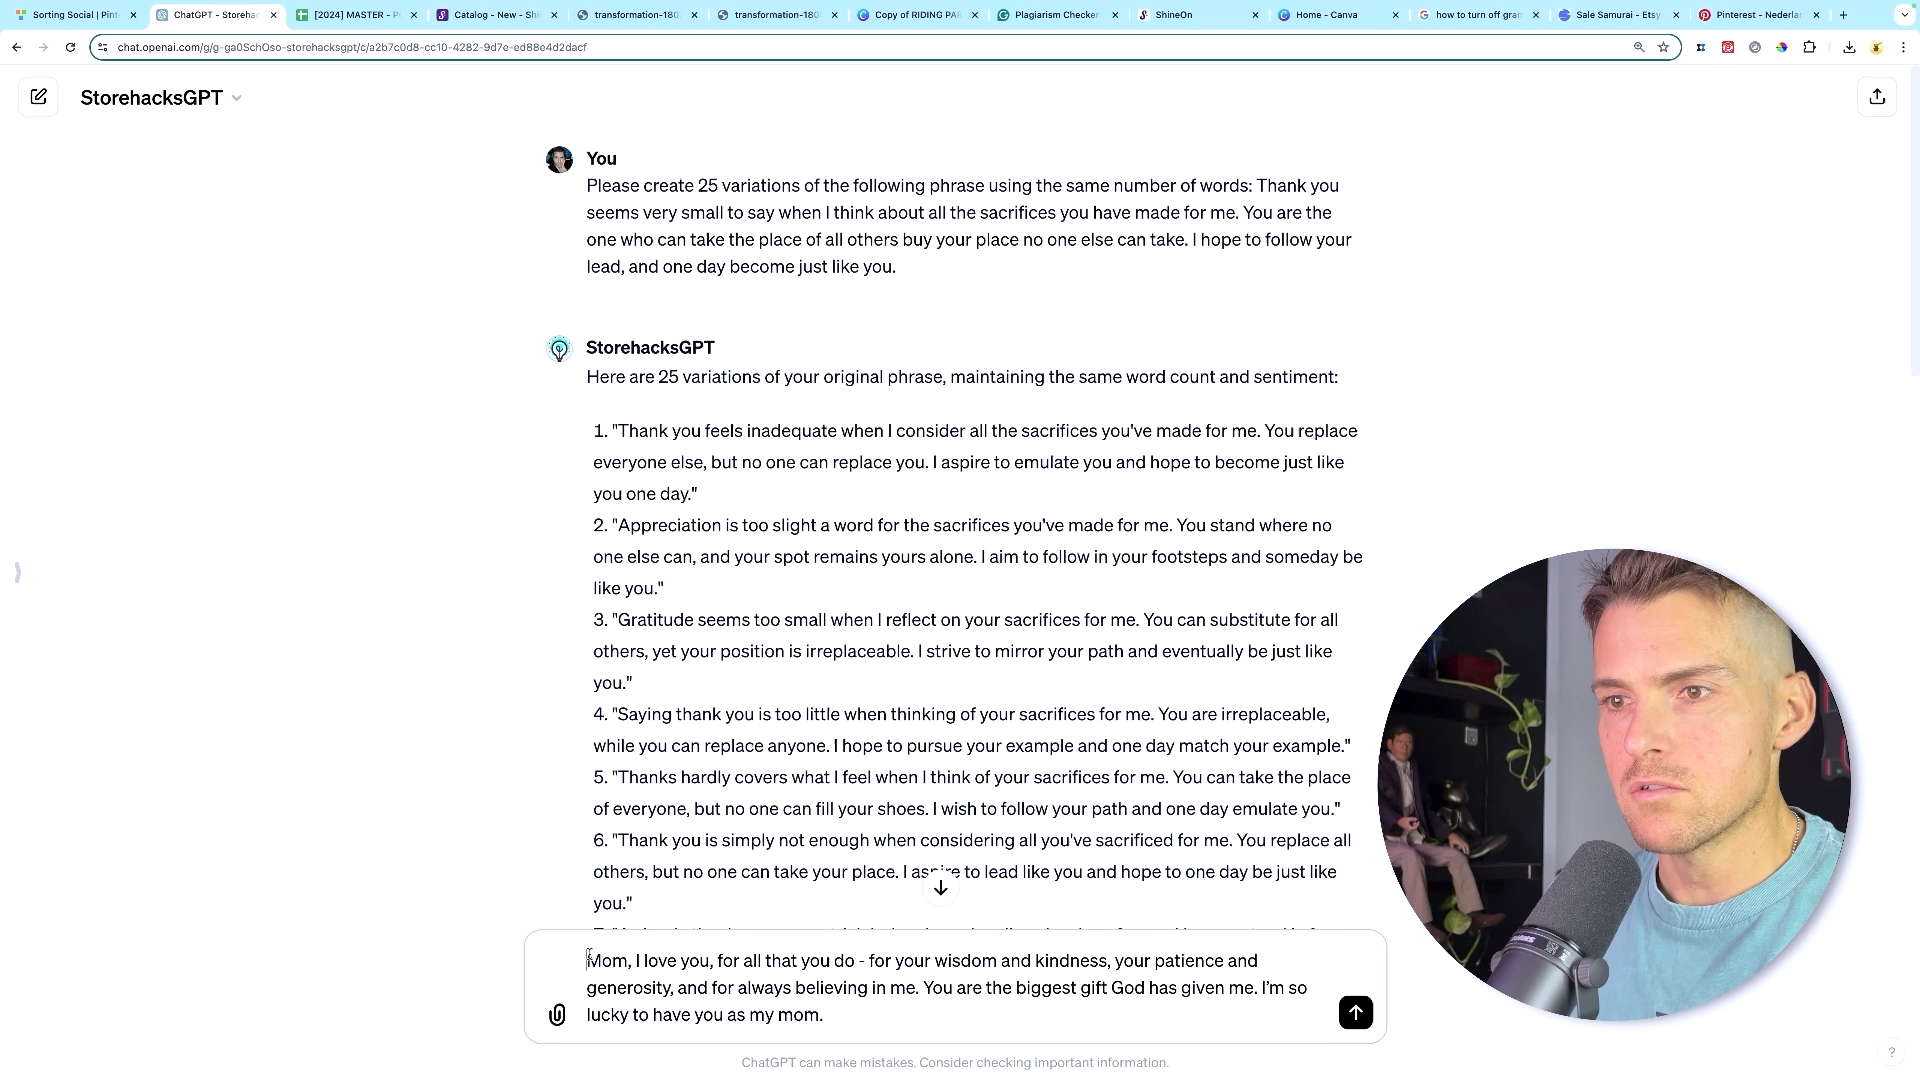 Sorting Social | Pint
ChatGPT - Storehac
[2024] MASTER - P
Catalog - New - Shi
transformation-180
transformation-180
Copy of RIDING PAR
Plagiarism Checker
ShineOn
Home - Canva
how to turn off gram
Sale Samurai - Etsy
Pinterest - Nederlan
chat.openai.com/g/g-ga0SchOso-storehacksgpt/c/a2b7c0d8-cc10-4282-9d7e-ed88e4d2dacf
StorehacksGPT
You
Please create 25 variations of the following phrase using the same number of words: Thank you
seems very small to say when I think about all the sacrifices you have made for me. You are the
one who can take the place of all others buy your place no one else can take. I hope to follow your
lead, and one day become just like you.
StorehacksGPT
Here are 25 variations of your original phrase, maintaining the same word count and sentiment:
1. "Thank you feels inadequate when I consider all the sacrifices you've made for me. You replace
everyone else, but no one can replace you. I aspire to emulate you and hope to become just like
you one day."
2. "Appreciation is too slight a word for the sacrifices you've made for me. You stand where no
one else can, and your spot remains yours alone. I aim to follow in your footsteps and someday be
like you."
3. "Gratitude seems too small when I reflect on your sacrifices for me. You can substitute for all
others, yet your position is irreplaceable. I strive to mirror your path and eventually be just like
you."
4. "Saying thank you is too little when thinking of your sacrifices for me. You are irreplaceable,
while you can replace anyone. I hope to pursue your example and one day match your example."
5. "Thanks hardly covers what I feel when I think of your sacrifices for me. You can take the place
of everyone, but no one can fill your shoes. I wish to follow your path and one day emulate you."
6. "Thank you is simply not enough when considering all you've sacrificed for me. You replace all
others, but no one can take your place. I aspire to lead like you and hope to one day be just like
you."
Mom, I love you, for all that you do - for your wisdom and kindness, your patience and
generosity, and for always believing in me. You are the biggest gift God has given me. I'm so
lucky to have you as my mom.
ChatGPT can make mistakes. Consider checking important information.
?